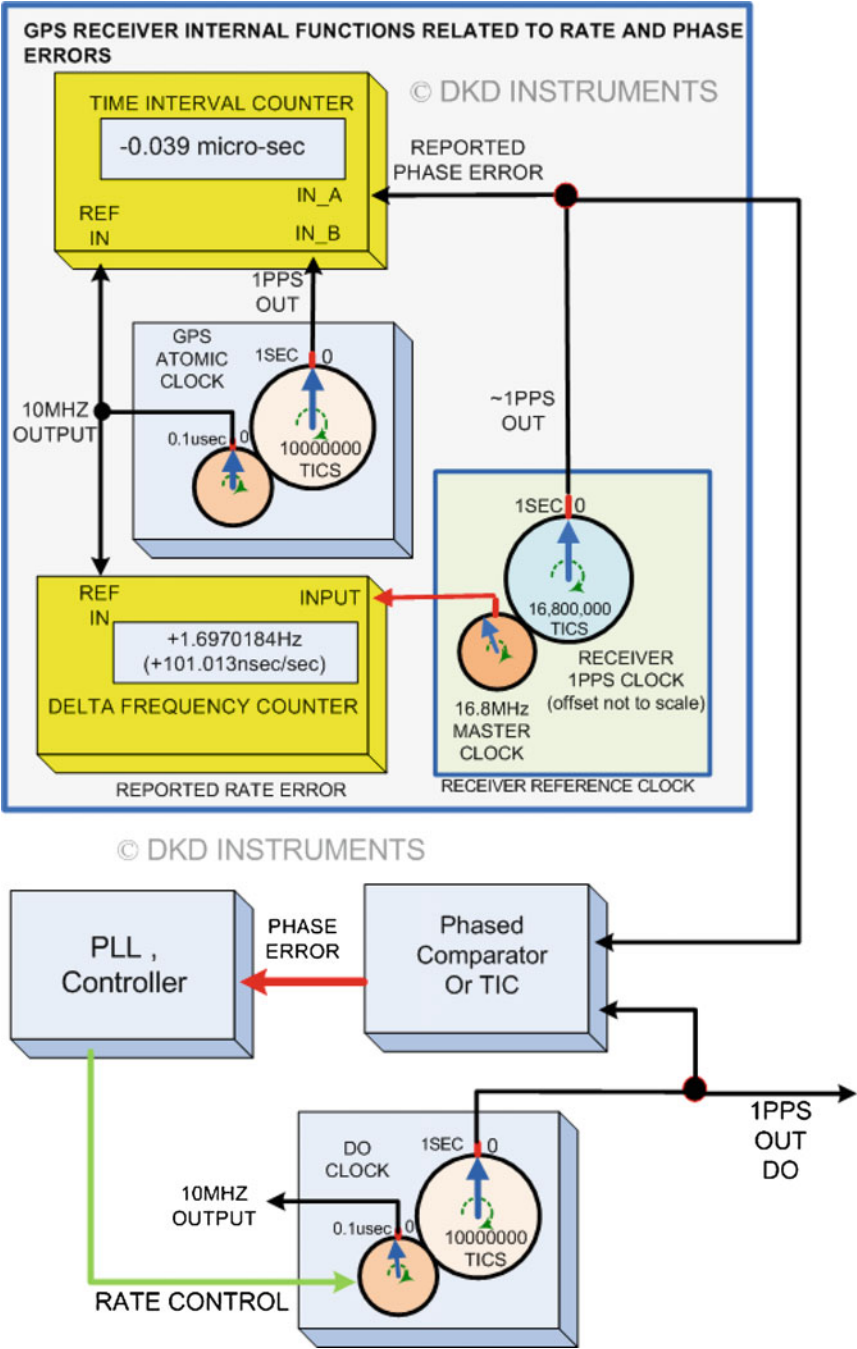 GPS RECEIVER INTERNAL FUNCTIONS RELATED TO RATE AND PHASE
ERRORS
© DKD INSTRUMENTS
TIME INTERVAL COUNTER
-0.039 micro-sec
IN_A
REF
IN
IN_B
REPORTED
PHASE ERROR
1PPS
OUT
GPS
ATOMIC
CLOCK
1SEC 0
10MHZ
OUTPUT
0.1usec 0
10000000
TICS
~1PPS
OUT
1SEC 0
16,800,000
TICS
RECEIVER
1PPS CLOCK
(offset not to scale)
16.8MHz
MASTER
CLOCK
RECEIVER REFERENCE CLOCK
REF
IN
INPUT
+1.6970184Hz
(+101.013nsec/sec)
DELTA FREQUENCY COUNTER
REPORTED RATE ERROR
© DKD INSTRUMENTS
PLL ,
Controller
PHASE
ERROR
Phased
Comparator
Or TIC
1PPS
OUT
DO
DO
CLOCK
1SEC 0
10MHZ
OUTPUT
0.1usec 0
10000000
TICS
RATE CONTROL